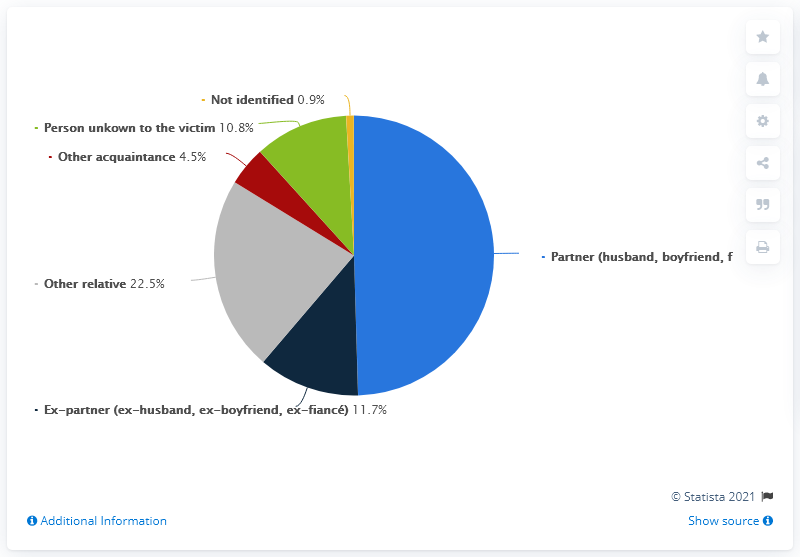 - Not identified 0.9%
- Person unkown to the victim 10.8%
- Other acquaintance 4.5%
- Partner (husband, boyfriend, f
- Other relative 22.5%
- Ex-partner (ex-husband, ex-boyfriend, ex-fiancé) 11.7%
© Statista 2021
Additional Information
Show source